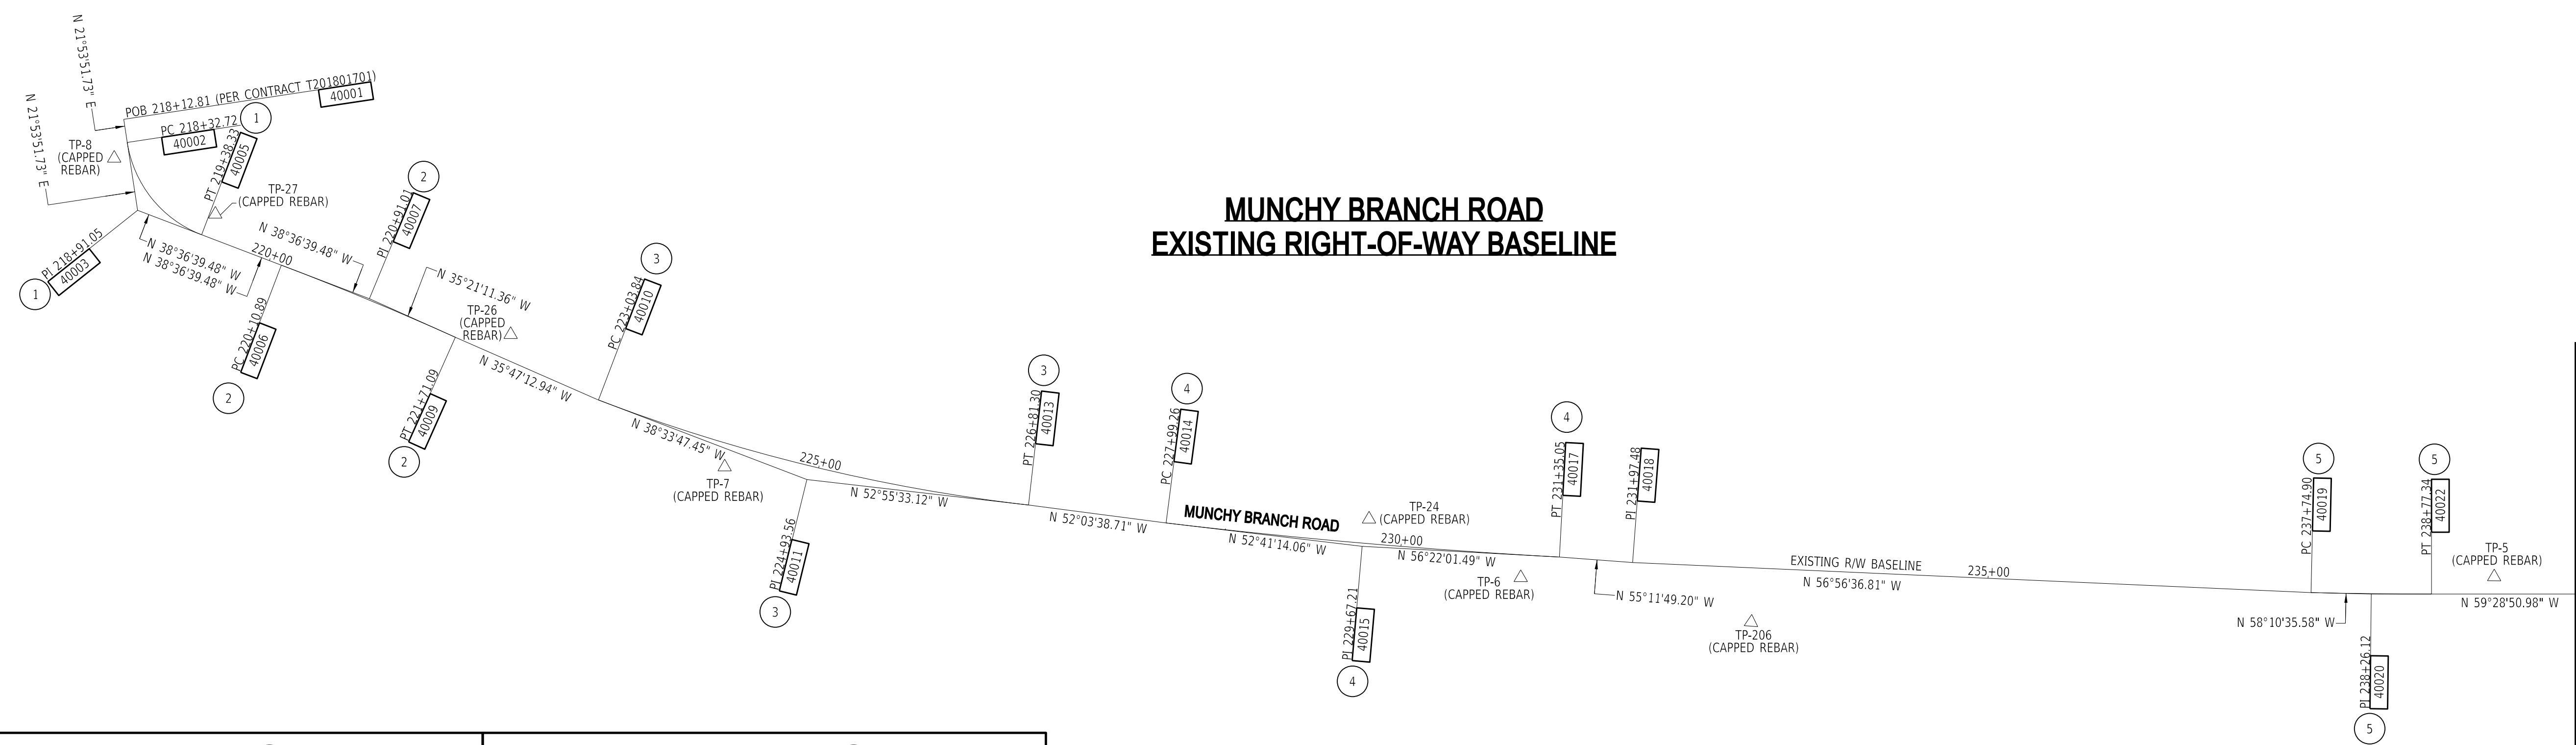 MUNCHY BRANCH ROAD
EXISTING RIGHT-OF-WAY BASELINE
N 21°53'51.73" E
N 21°53'51.73" E
POB 218+12.81 (PER CONTRACT T201801701)
40001
PC 218+32.72
40002
1
PT 219+38.33
40005
TP-8
(CAPPED
REBAR)
PI 218+91.05
40003
1
TP-27
(CAPPED REBAR)
N 38°36'39.48" W
N 38°36'39.48" W
220+00
N 38°36'39.48" W
PC 220+10.89
40006
2
2
PI 220+91.01
40007
N 35°21'11.36" W
TP-26
(CAPPED
REBAR)
PT 221+71.09
40009
2
N 35°47'12.94" W
3
PC 223+03.84
40010
N 38°33'47.45" W
TP-7
(CAPPED REBAR)
225+00
PI 224+93.56
40011
3
N 52°55'33.12" W
3
PT 226+81.30
40013
N 52°03'38.71" W
4
PC 227+99.26
40014
MUNCHY BRANCH ROAD
N 52°41'14.06" W
TP-24
(CAPPED REBAR)
230+00
PI 229+67.21
40015
4
N 56°22'01.49" W
TP-6
(CAPPED REBAR)
4
PT 231+35.05
40017
PI 231+97.48
40018
N 55°11'49.20" W
TP-206
(CAPPED REBAR)
EXISTING R/W BASELINE
235+00
N 56°56'36.81" W
5
PC 237+74.90
40019
N 58°10'35.58" W
PI 238+26.12
40020
5
5
PT 238+77.34
40022
TP-5
(CAPPED REBAR)
N 59°28'50.98" W